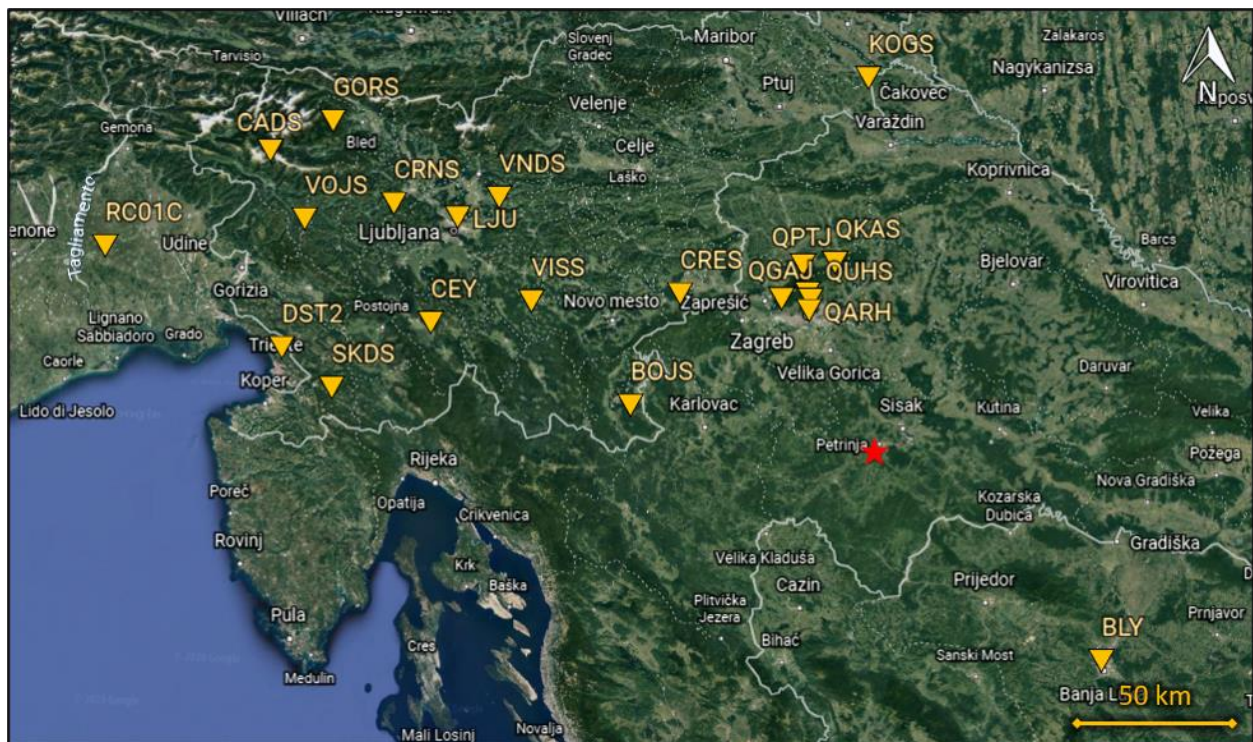 Villach
Tarvisio
Slovenj
Gradec
Maribor
KOGS
Zalakaros
Nagykanizsa
N
Ptuj
Čakovec
Varaždin
Velenje
Celje
Laško
GORS
CADS
Gemona
Bled
Koprivnica
CRNS
VNDS
VOJS
LJU
Ljubljana
RC01C
Tagliamento
Udine
QKAS
QPTJ
Barcs
Bjelovar
Virovitica
CRES
QGAJ
QUHS
VISS
Novo mesto
Zaprešić
QARH
Gorizia
CEY
Postojna
DST2
Lignano
Sabbiadoro
Grado
Trieste
Zagreb
SKDS
Caorle
Koper
BOJS
Velika Gorica
Daruvar
Lido di Jesolo
Karlovac
Sisak
Kutina
Velika
Petrinja
Požega
Rijeka
Nova Gradiška
Poreč
Opatija
Crikvenica
Kozarska
Dubica
Rovinj
Gradiška
Velika Kladuša
Krk
Baška
Cazin
Prijedor
Plitvička
Jezera
Prnjavor
Pula
BLY
Bihać
Cres
Sanski Most
Medulin
Banja L
50 km
Mali Losinj
Novalja